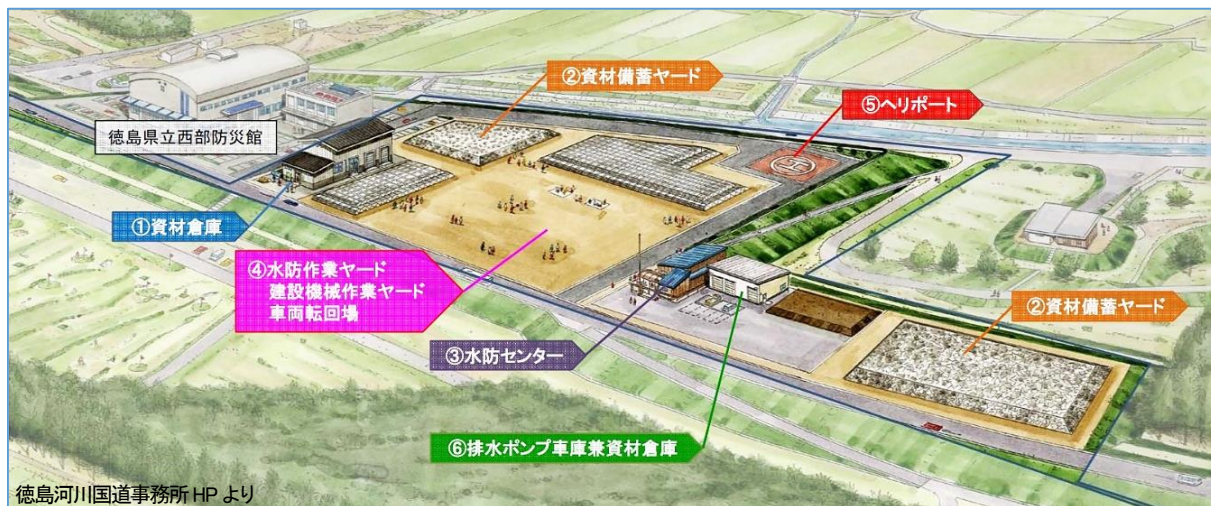 ②資材備蓄ヤード
⑤ヘリポート
徳島県立西部防災館
①資材倉庫
④水防作業ヤード
建設機械作業ヤード
車両転回場
②資材備蓄ヤード
③水防センター
⑥排水ポンプ車庫兼資材倉庫
徳島河川国道事務所 HP より